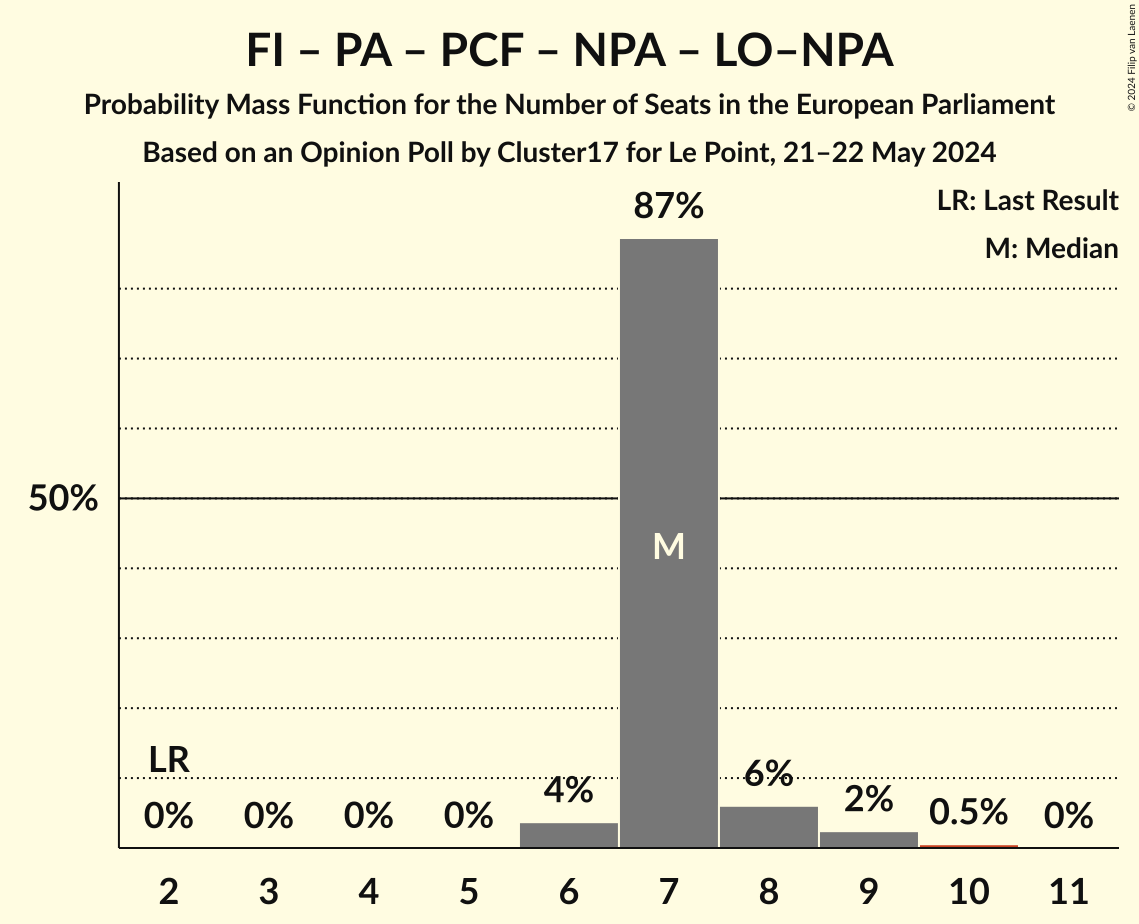 FI – PA – PCF – NPA – LO–NPA
Probability Mass Function for the Number of Seats in the European Parliament
Based on an Opinion Poll by Cluster17 for Le Point, 21–22 May 2024
© 2024 Filip van Laenen
LR: Last Result
M: Median
87%
50%
M
LR
0%
0%
0%
0%
4%
6%
2%
0.5%
0%
2 3 4 5 6 7 8 9 10 11